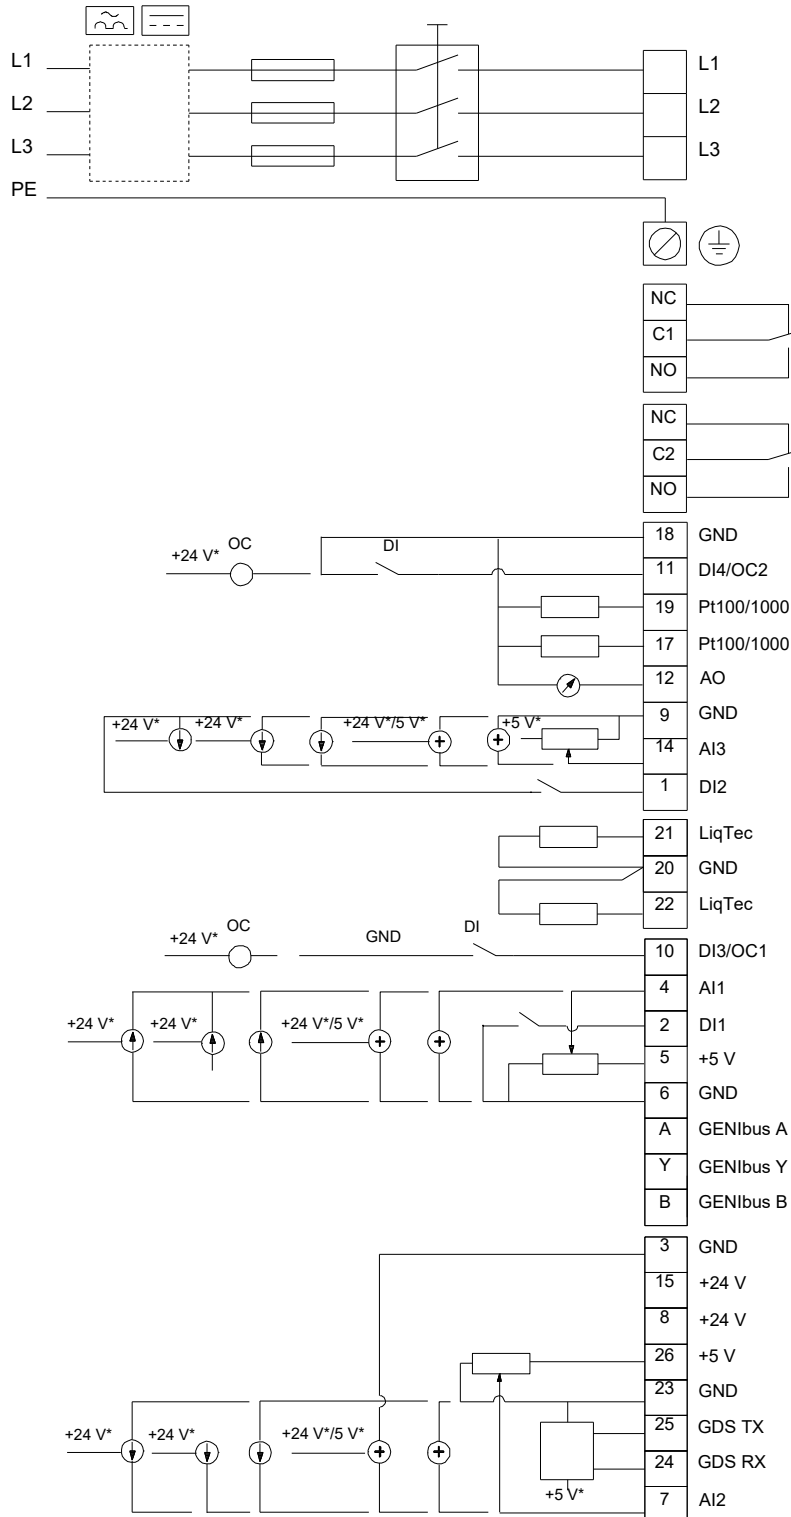 L1 L1
L2 L2
L3 L3
PE
NC
C1
NO
NC
C2
NO
18 GND
+24 V* OC DI 11 DI4/OC2
19 Pt100/1000
17 Pt100/1000
12 AO
9 GND
+24 V* +24 V* +24 V*/5 V* +5 V*
14 AI3
1 DI2
21 LiqTec
20 GND
22 LiqTec
+24 V* OC GND DI 10 DI3/OC1
4 AI1
+24 V* +24 V* +24 V*/5 V* 2 DI1
5 +5 V
6 GND
A GENIbus A
Y GENIbus Y
B GENIbus B
3 GND
15 +24 V
8 +24 V
26 +5 V
23 GND
+24 V* +24 V* +24 V*/5 V* 25 GDS TX
24 GDS RX
+5 V* 7 AI2